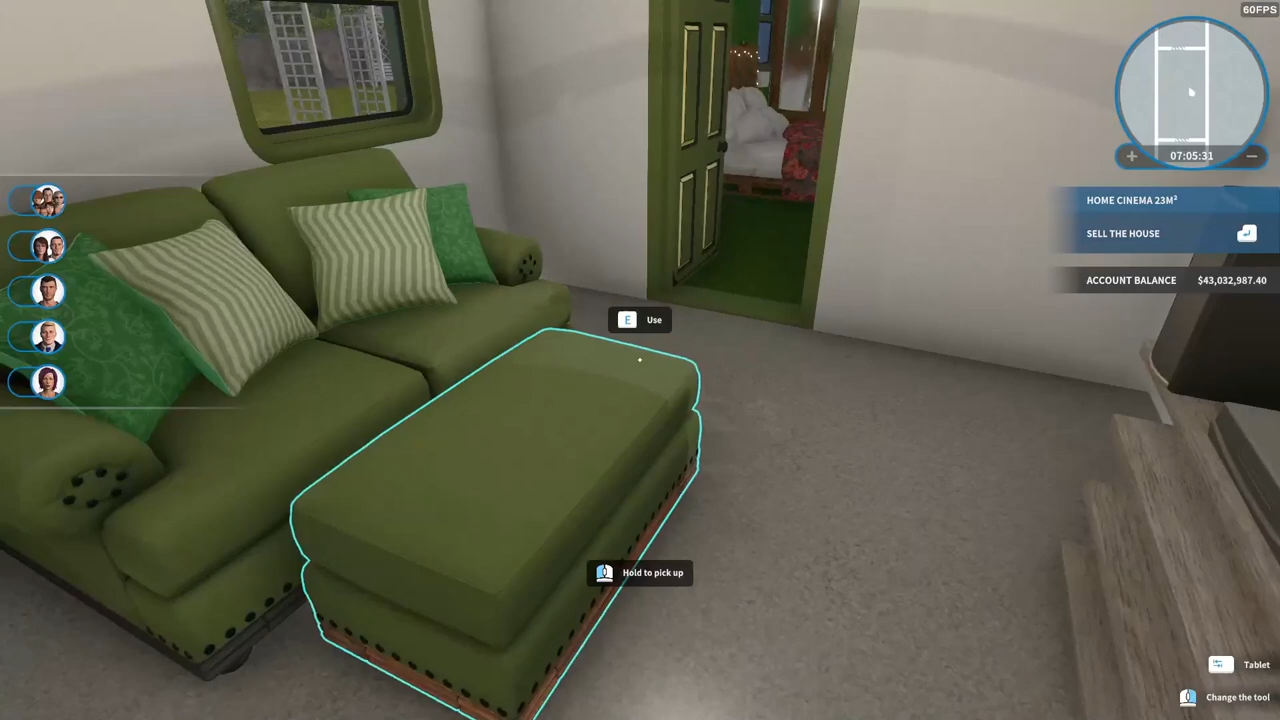 60FPS
07:05:31
HOME CINEMA 23M²
SELL THE HOUSE
ACCOUNT BALANCE $43,032,987.40
E Use
Hold to pick up
Tablet
Change the tool